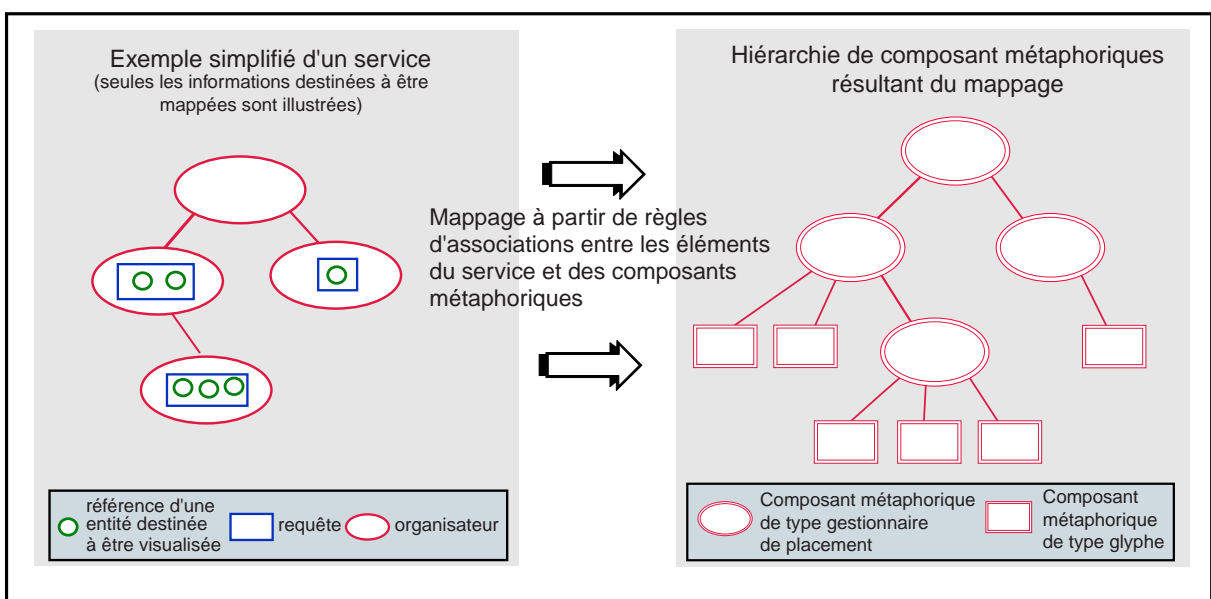 Exemple simplifié d'un service
(seules les informations destinées à être
mappées sont illustrées)
Mappage à partir de règles
d'associations entre les éléments
du service et des composants
métaphoriques
Hiérarchie de composant métaphoriques
résultant du mappage
référence d'une
entité destinée
à être visualisée
requête
organisateur
Composant métaphorique
de type gestionnaire
de placement
Composant
métaphorique
de type glyphe